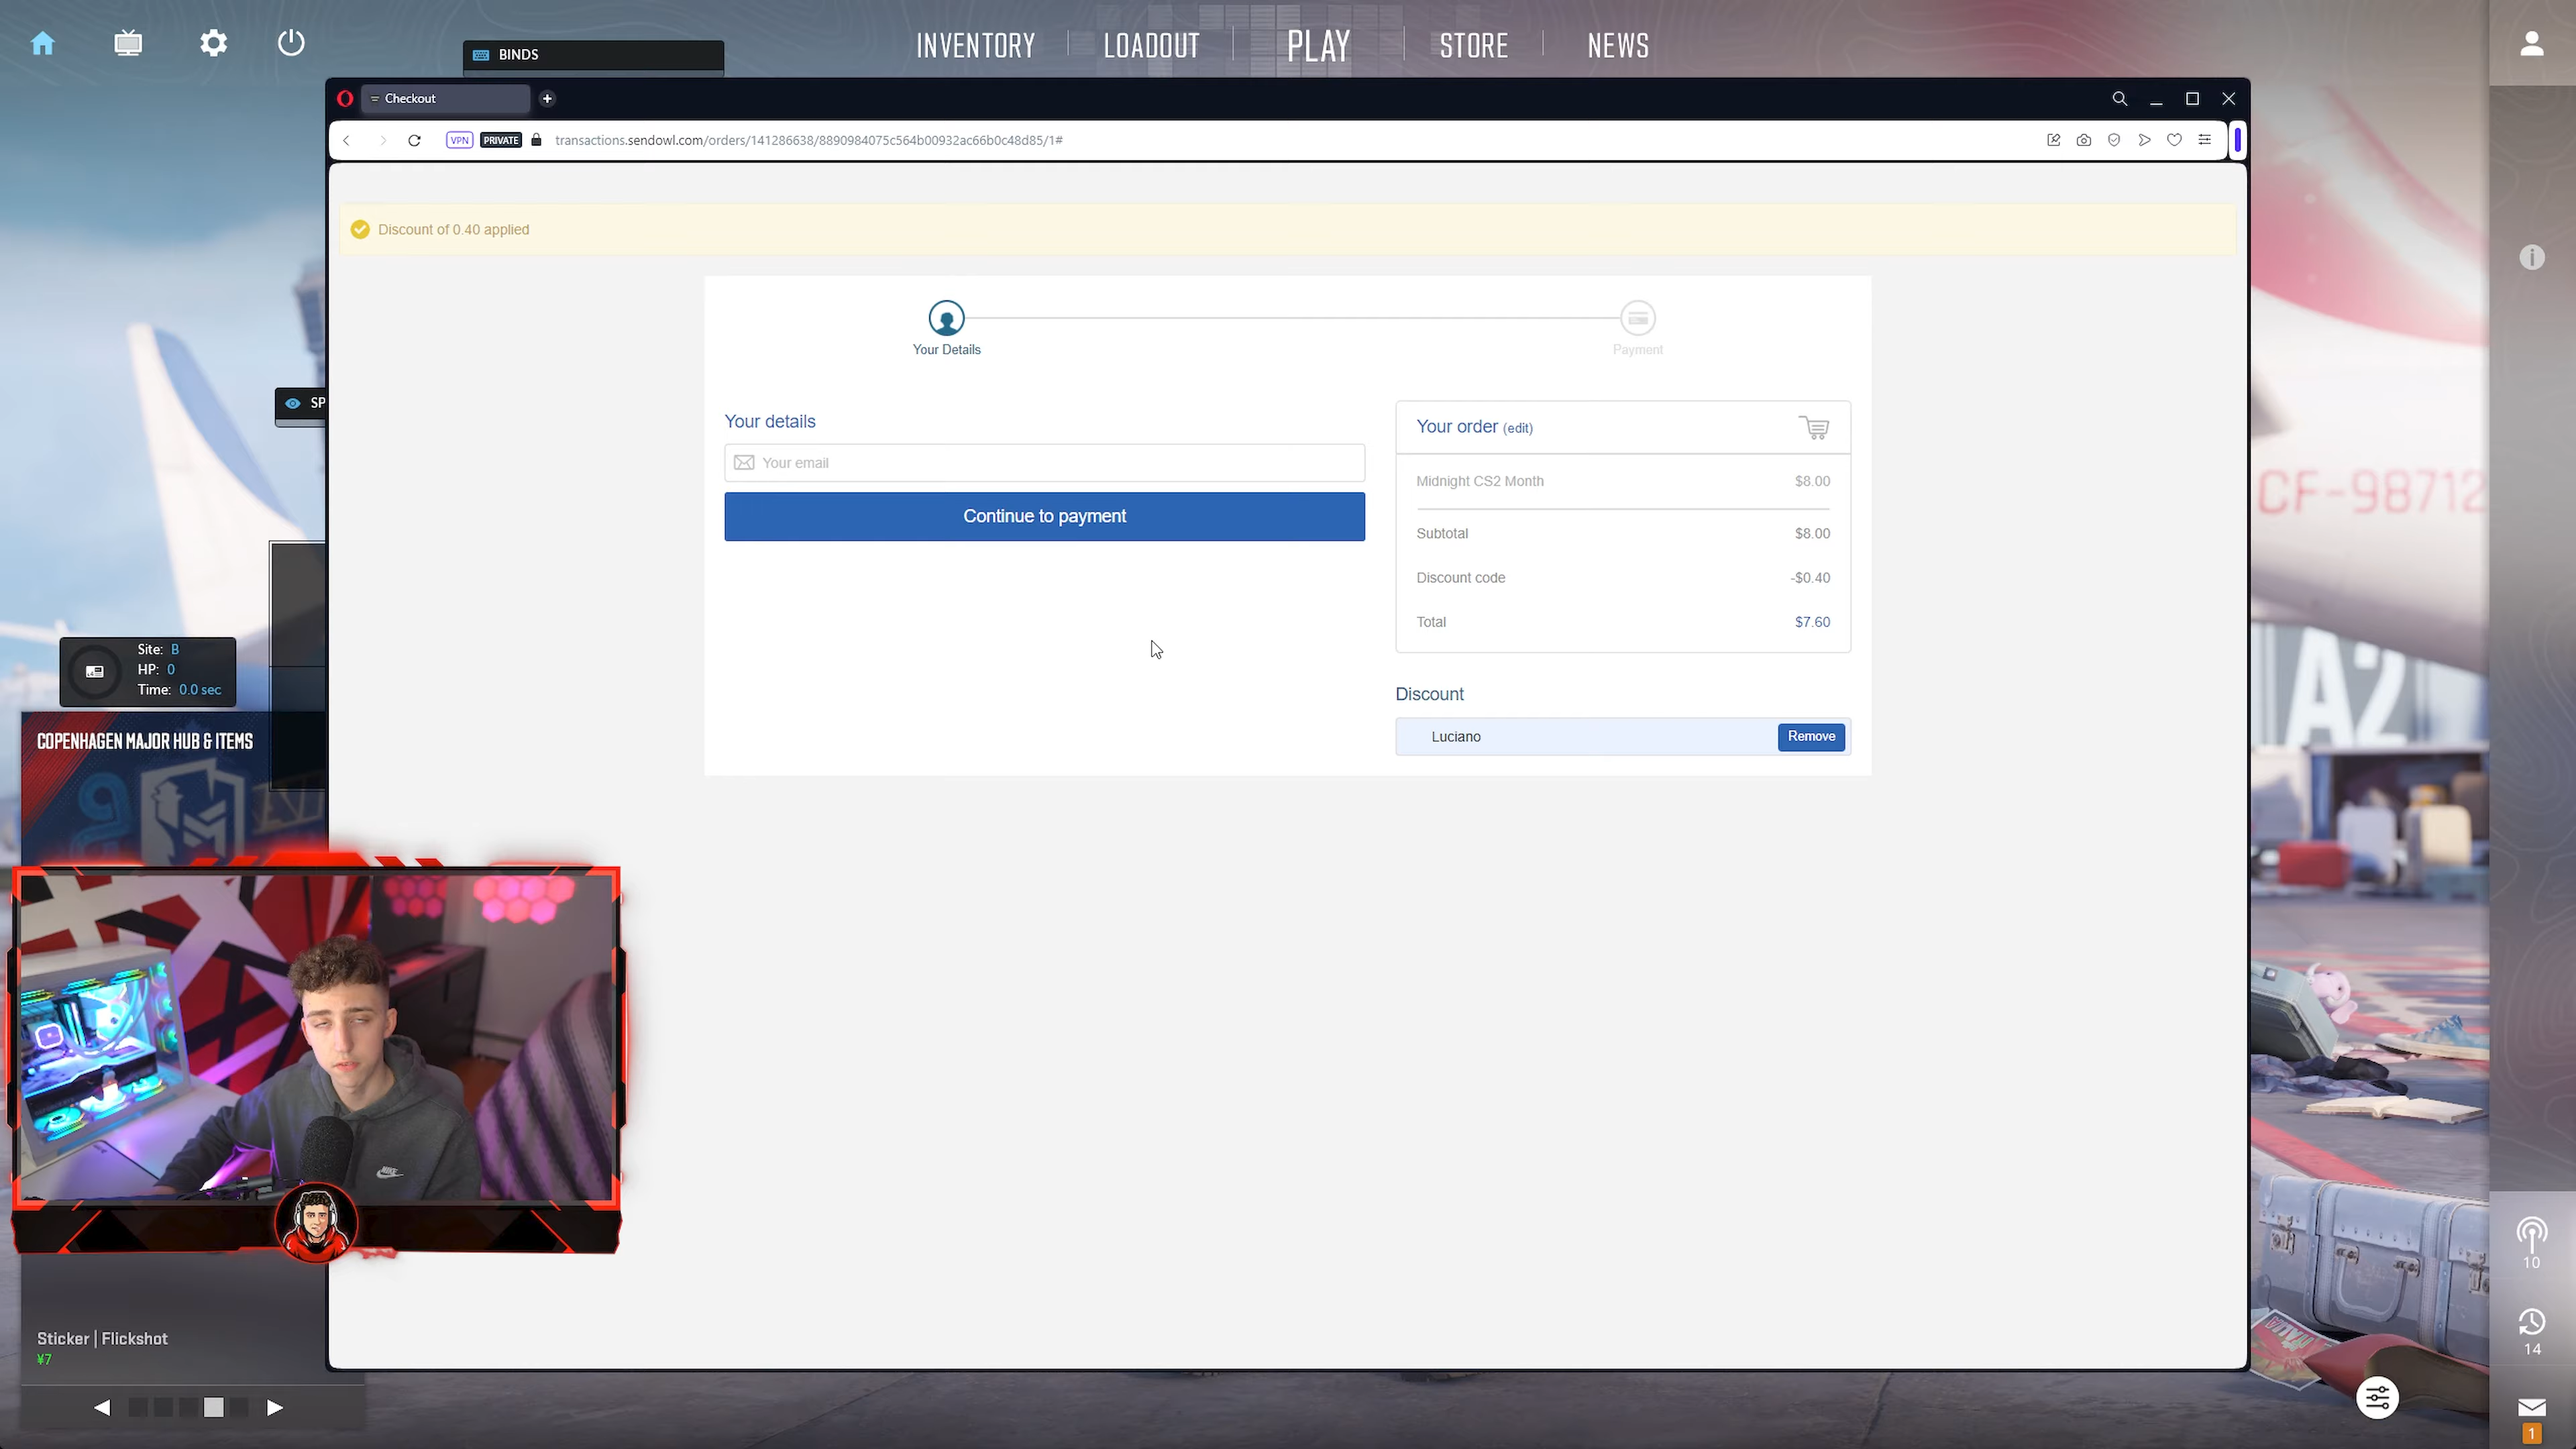 INVENTORY
LOADOUT
PLAY
STORE
NEWS
BINDS
Checkout
VPN
PRIVATE
transactions.sendowl.com/orders/141286638/8890984075c564b00932ac66b0c48d85/1#
Discount of 0.40 applied
Your Details
Payment
Your details
Your email
Continue to payment
Your order (edit)
Midnight CS2 Month $8.00
Subtotal $8.00
Discount code -$0.40
Total $7.60
Discount
Luciano
Remove
SP
Site: B
HP: 0
Time: 0.0 sec
COPENHAGEN MAJOR HUB & ITEMS
CF-98712
A2
NIKE
Sticker | Flickshot
¥7
ITALIA
10
14
1